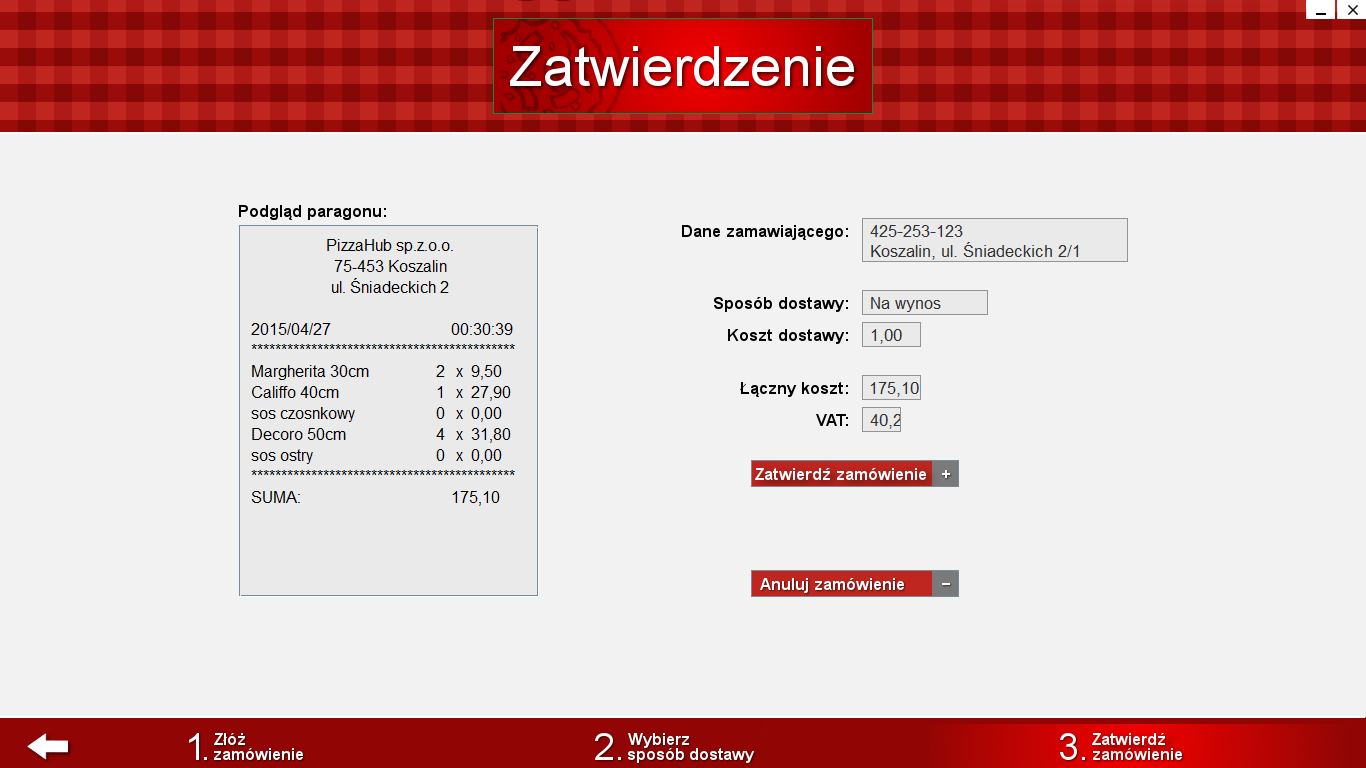 Zatwierdzenie
Podgląd paragonu:
PizzaHub sp.z.o.o.
75-453 Koszalin
ul. Śniadeckich 2
2015/04/27 00:30:39
********************************************
Margherita 30cm 2 x 9,50
Califfo 40cm 1 x 27,90
sos czosnkowy 0 x 0,00
Decoro 50cm 4 x 31,80
sos ostry 0 x 0,00
********************************************
SUMA: 175,10
Dane zamawiającego: 425-253-123
Koszalin, ul. Śniadeckich 2/1
Sposób dostawy: Na wynos
Koszt dostawy: 1,00
Łączny koszt: 175,10
VAT: 40,2
Zatwierdź zamówienie +
Anuluj zamówienie −
1. Złóż
zamówienie
2. Wybierz
sposób dostawy
3. Zatwierdź
zamówienie